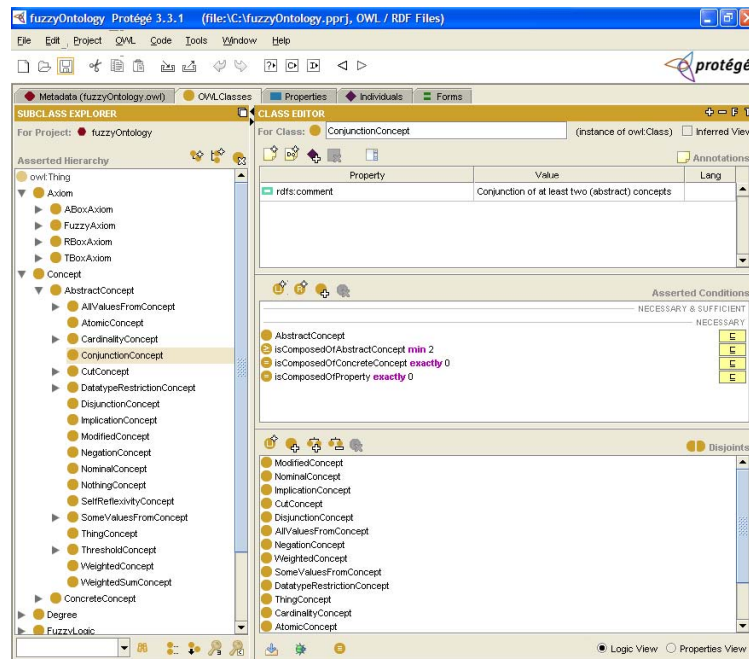 fuzzyOntology Protégé 3.3.1 (file:\C:\fuzzyOntology.pprj, OWL / RDF Files)
File Edit Project OWL Code Tools Window Help
protégé
Metadata (fuzzyOntology.owl) OWLClasses Properties Individuals Forms
SUBCLASS EXPLORER
For Project: fuzzyOntology
Asserted Hierarchy
owl:Thing
Axiom
ABoxAxiom
FuzzyAxiom
RBoxAxiom
TBoxAxiom
Concept
AbstractConcept
AllValuesFromConcept
AtomicConcept
CardinalityConcept
ConjunctionConcept
CutConcept
DatatypeRestrictionConcept
DisjunctionConcept
ImplicationConcept
ModifiedConcept
NegationConcept
NominalConcept
NothingConcept
SelfReflexivityConcept
SomeValuesFromConcept
ThingConcept
ThresholdConcept
WeightedConcept
WeightedSumConcept
ConcreteConcept
Degree
FuzzyLogic
CLASS EDITOR
For Class: ConjunctionConcept (instance of owl:Class) Inferred View
Annotations
Property Value Lang
rdfs:comment Conjunction of at least two (abstract) concepts
Asserted Conditions
NECESSARY & SUFFICIENT
NECESSARY
AbstractConcept
isComposedOfAbstractConcept min 2
isComposedOfConcreteConcept exactly 0
isComposedOfProperty exactly 0
Disjoints
ModifiedConcept
NominalConcept
ImplicationConcept
CutConcept
DisjunctionConcept
AllValuesFromConcept
NegationConcept
WeightedConcept
SomeValuesFromConcept
DatatypeRestrictionConcept
ThingConcept
CardinalityConcept
AtomicConcept
Logic View Properties View